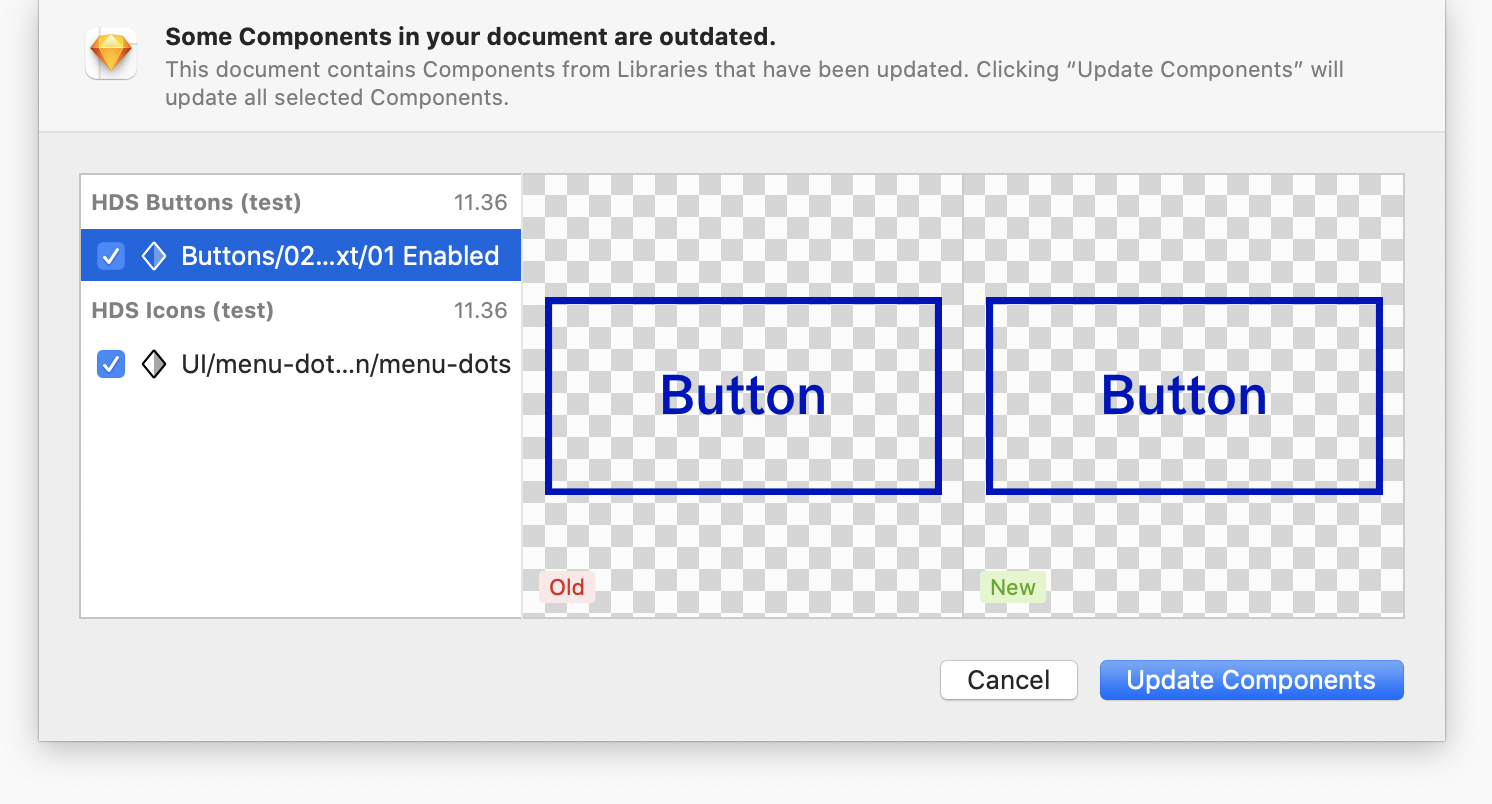 Some Components in your document are outdated.
This document contains Components from Libraries that have been updated. Clicking “Update Components” will
update all selected Components.
HDS Buttons (test) 11.36
Buttons/02...xt/01 Enabled
HDS Icons (test) 11.36
UI/menu-dot...n/menu-dots
Button
Old
Button
New
Cancel
Update Components